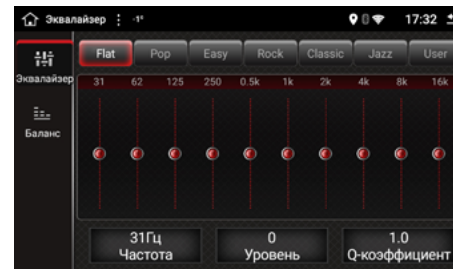 Эквалайзер -1° 17:32
Flat Pop Easy Rock Classic Jazz User
Эквалайзер
31 62 125 250 0.5k 1k 2k 4k 8k 16k
Баланс
31Гц 0 1.0
Частота Уровень Q-коэффициент